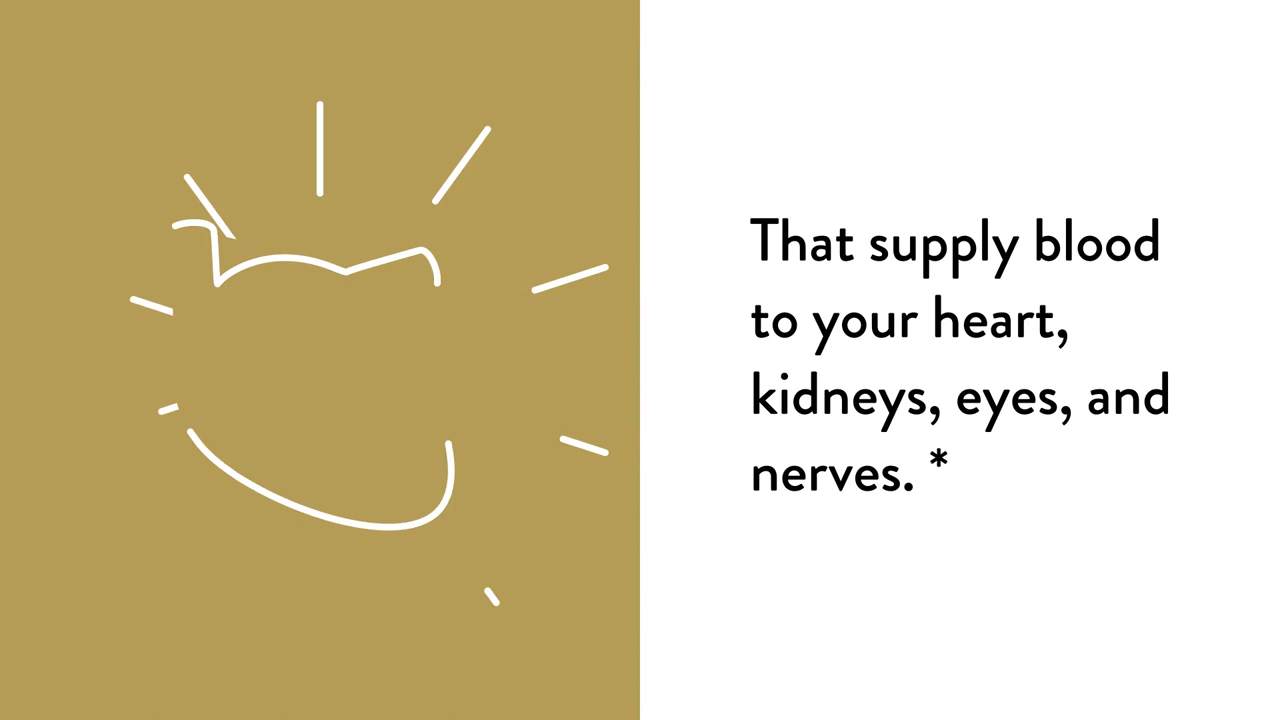 That supply blood
to your heart,
kidneys, eyes, and
nerves. *